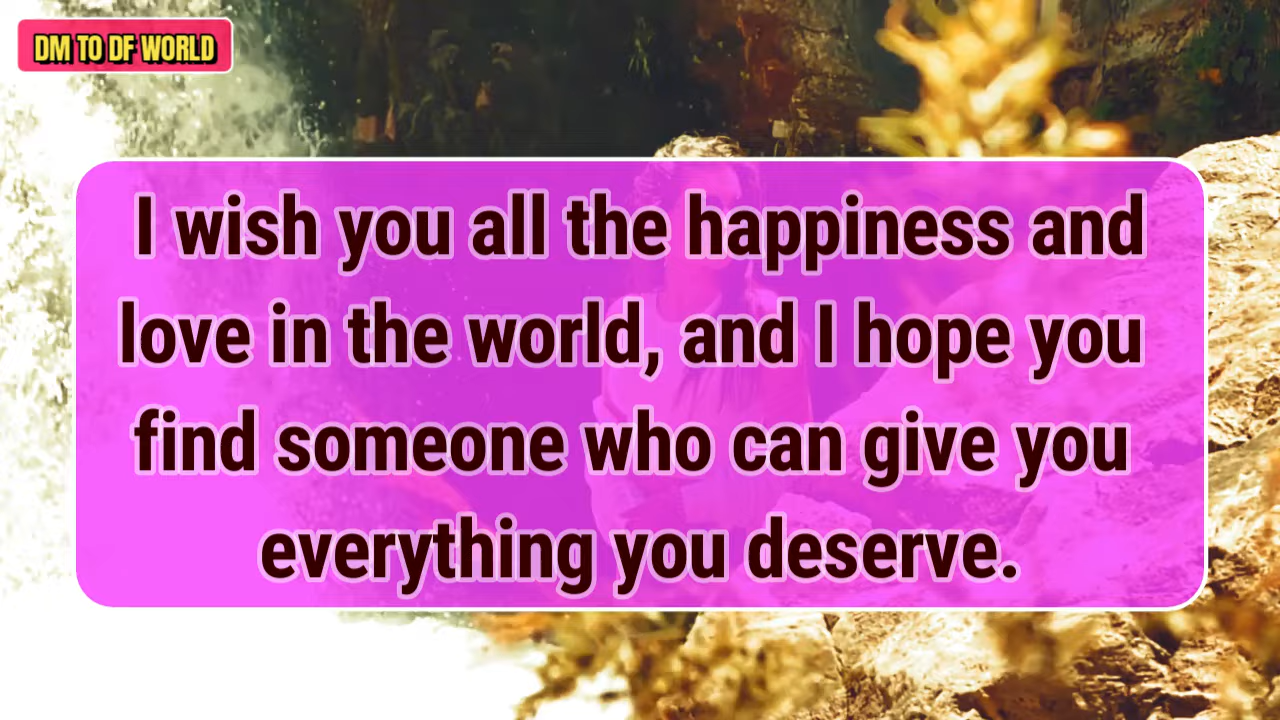 DM TO DF WORLD
I wish you all the happiness and
love in the world, and I hope you
find someone who can give you
everything you deserve.